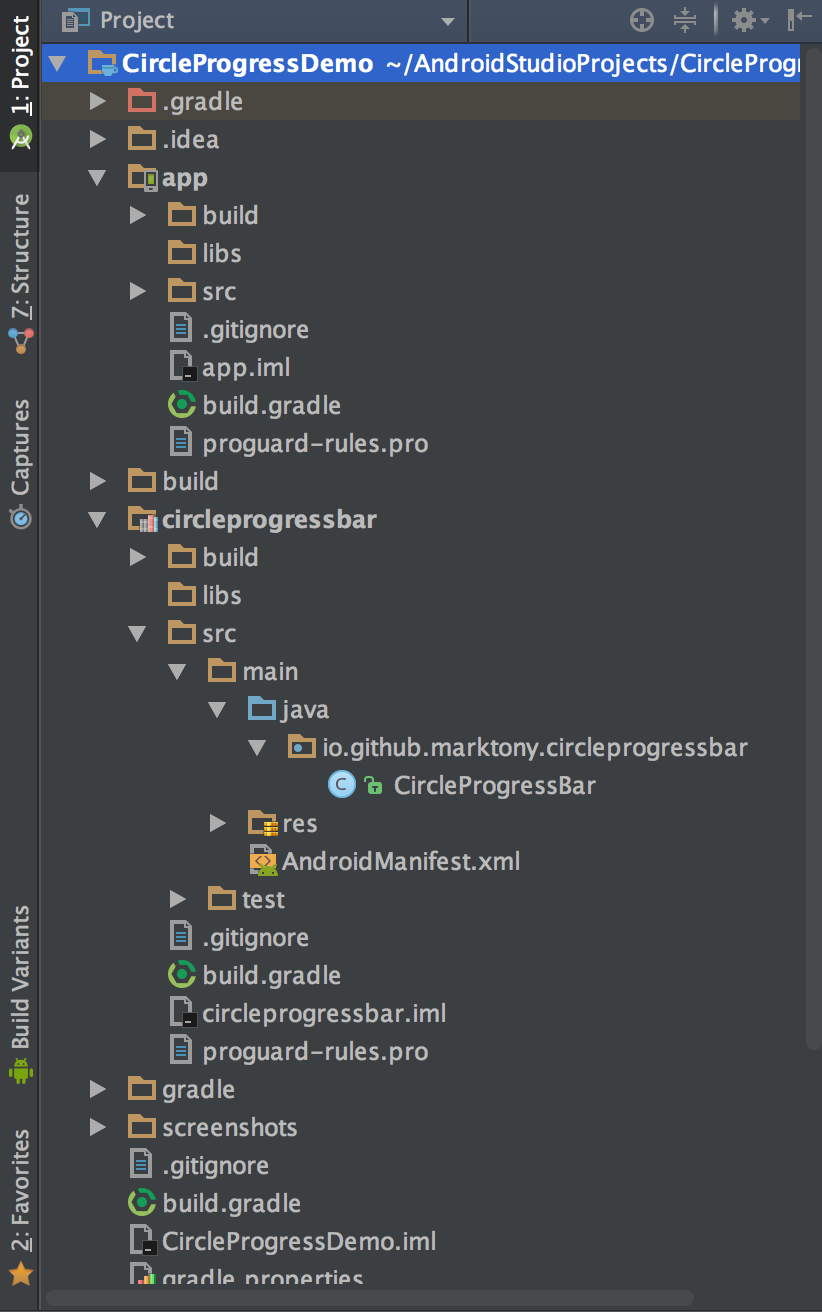 Project
CircleProgressDemo ~/AndroidStudioProjects/CircleProg
.gradle
.idea
app
build
libs
src
.gitignore
app.iml
build.gradle
proguard-rules.pro
build
circleprogressbar
build
libs
src
main
java
io.github.marktony.circleprogressbar
C CircleProgressBar
res
AndroidManifest.xml
test
.gitignore
build.gradle
circleprogressbar.iml
proguard-rules.pro
gradle
screenshots
.gitignore
build.gradle
CircleProgressDemo.iml
gradle.properties
1: Project
7: Structure
Captures
Build Variants
2: Favorites